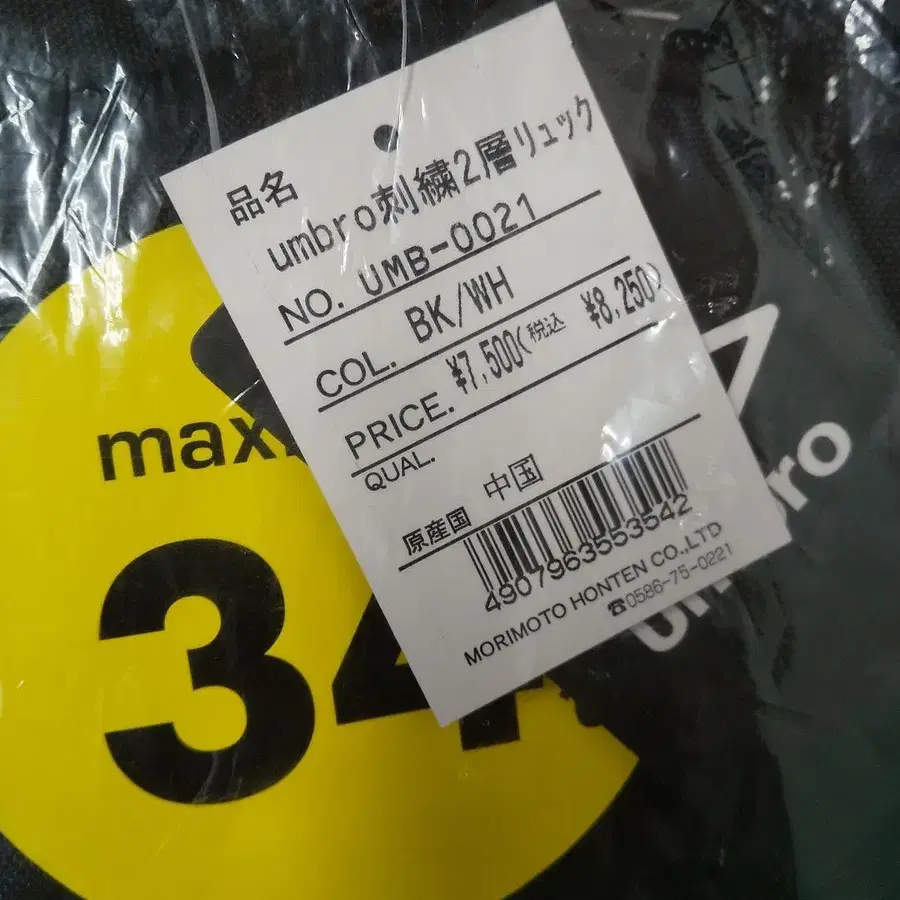 品名
umbro刺繍2層リュック
NO. UMB-0021
COL. BK/WH
PRICE. ¥7,500(税込 ¥8,250)
QUAL.
原産国 中国
4907963553542
MORIMOTO HONTEN CO.,LTD
☎0586-75-0221
max
34